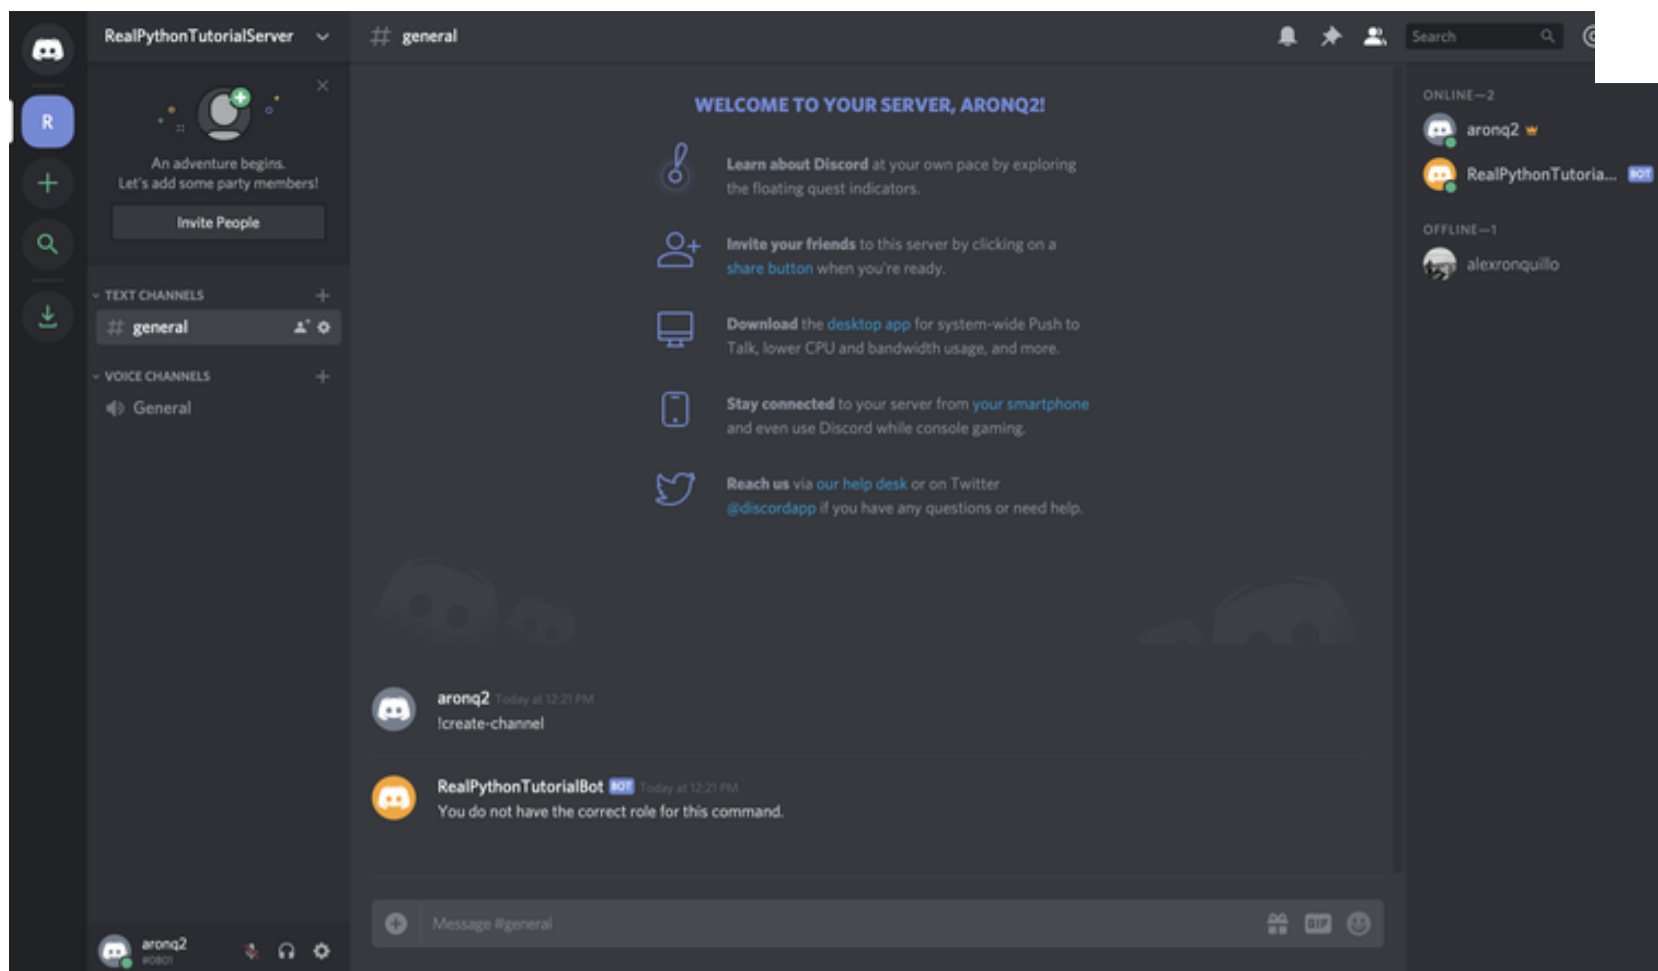 RealPythonTutorialServer
R
An adventure begins.
Let's add some party members!
Invite People
TEXT CHANNELS
general
VOICE CHANNELS
General
aronq2
#0801
# general
Search
WELCOME TO YOUR SERVER, ARONQ2!
Learn about Discord at your own pace by exploring
the floating quest indicators.
Invite your friends to this server by clicking on a
share button when you're ready.
Download the desktop app for system-wide Push to
Talk, lower CPU and bandwidth usage, and more.
Stay connected to your server from your smartphone
and even use Discord while console gaming.
Reach us via our help desk or on Twitter
@discordapp if you have any questions or need help.
aronq2 Today at 12:21 PM
!create-channel
RealPythonTutorialBot BOT Today at 12:21 PM
You do not have the correct role for this command.
Message #general
GIF
ONLINE—2
aronq2
RealPythonTutoria... BOT
OFFLINE—1
alexronquillo